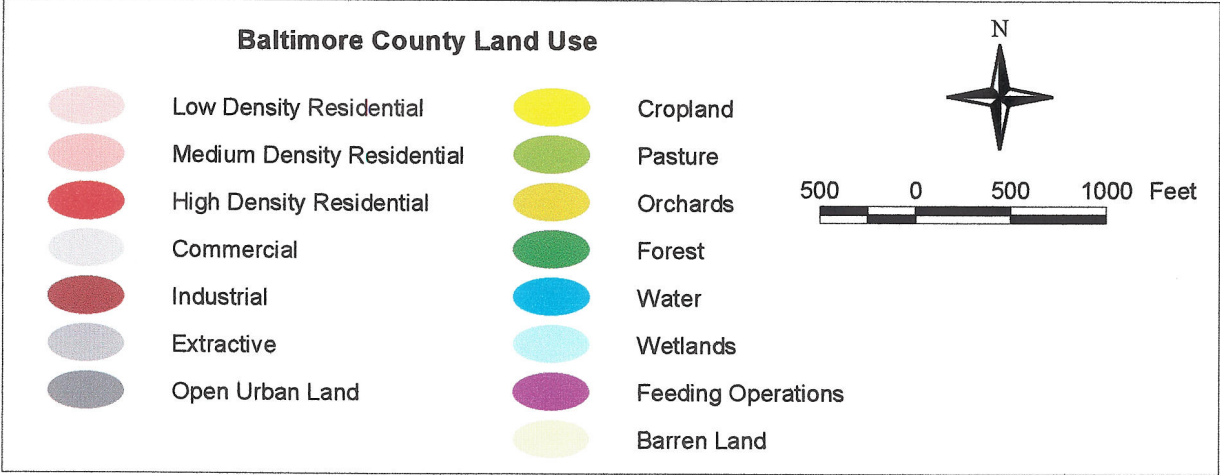 Baltimore County Land Use
Low Density Residential
Medium Density Residential
High Density Residential
Commercial
Industrial
Extractive
Open Urban Land
Cropland
Pasture
Orchards
Forest
Water
Wetlands
Feeding Operations
Barren Land
N
500 0 500 1000 Feet